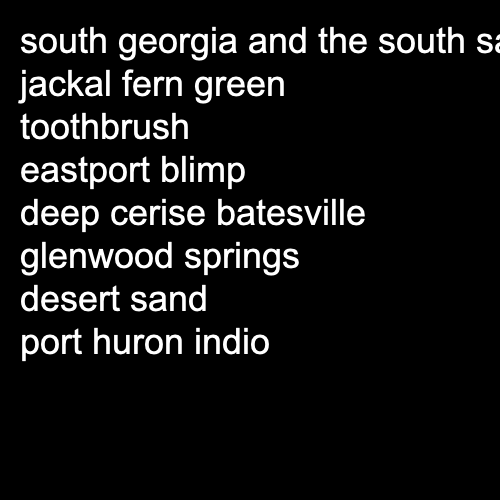 south georgia and the south
jackal fern green
toothbrush
eastport blimp
deep cerise batesville
glenwood springs
desert sand
port huron indio